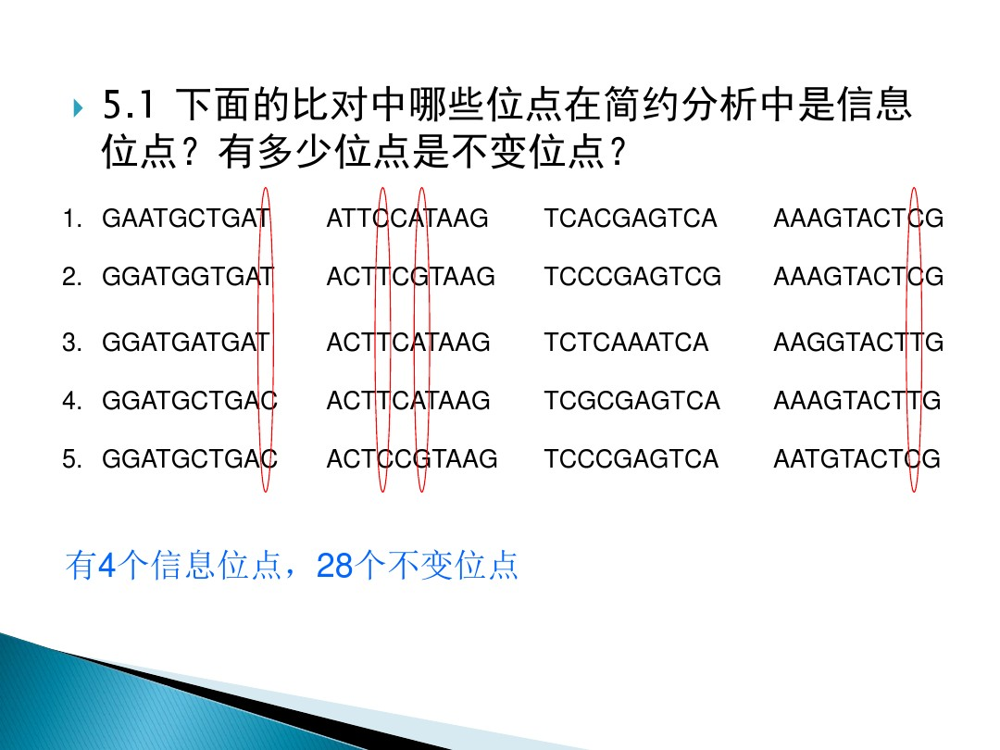 5.1 下面的比对中哪些位点在简约分析中是信息
位点？有多少位点是不变位点？
1. GAATGCTGAT ATTCCATAAG TCACGAGTCA AAAGTACTCG
2. GGATGGTGAT ACTTCGTAAG TCCCGAGTCG AAAGTACTCG
3. GGATGATGAT ACTTCATAAG TCTCAAATCA AAGGTACTTG
4. GGATGCTGAC ACTTCATAAG TCGCGAGTCA AAAGTACTTG
5. GGATGCTGAC ACTCCGTAAG TCCCGAGTCA AATGTACTCG
有4个信息位点，28个不变位点